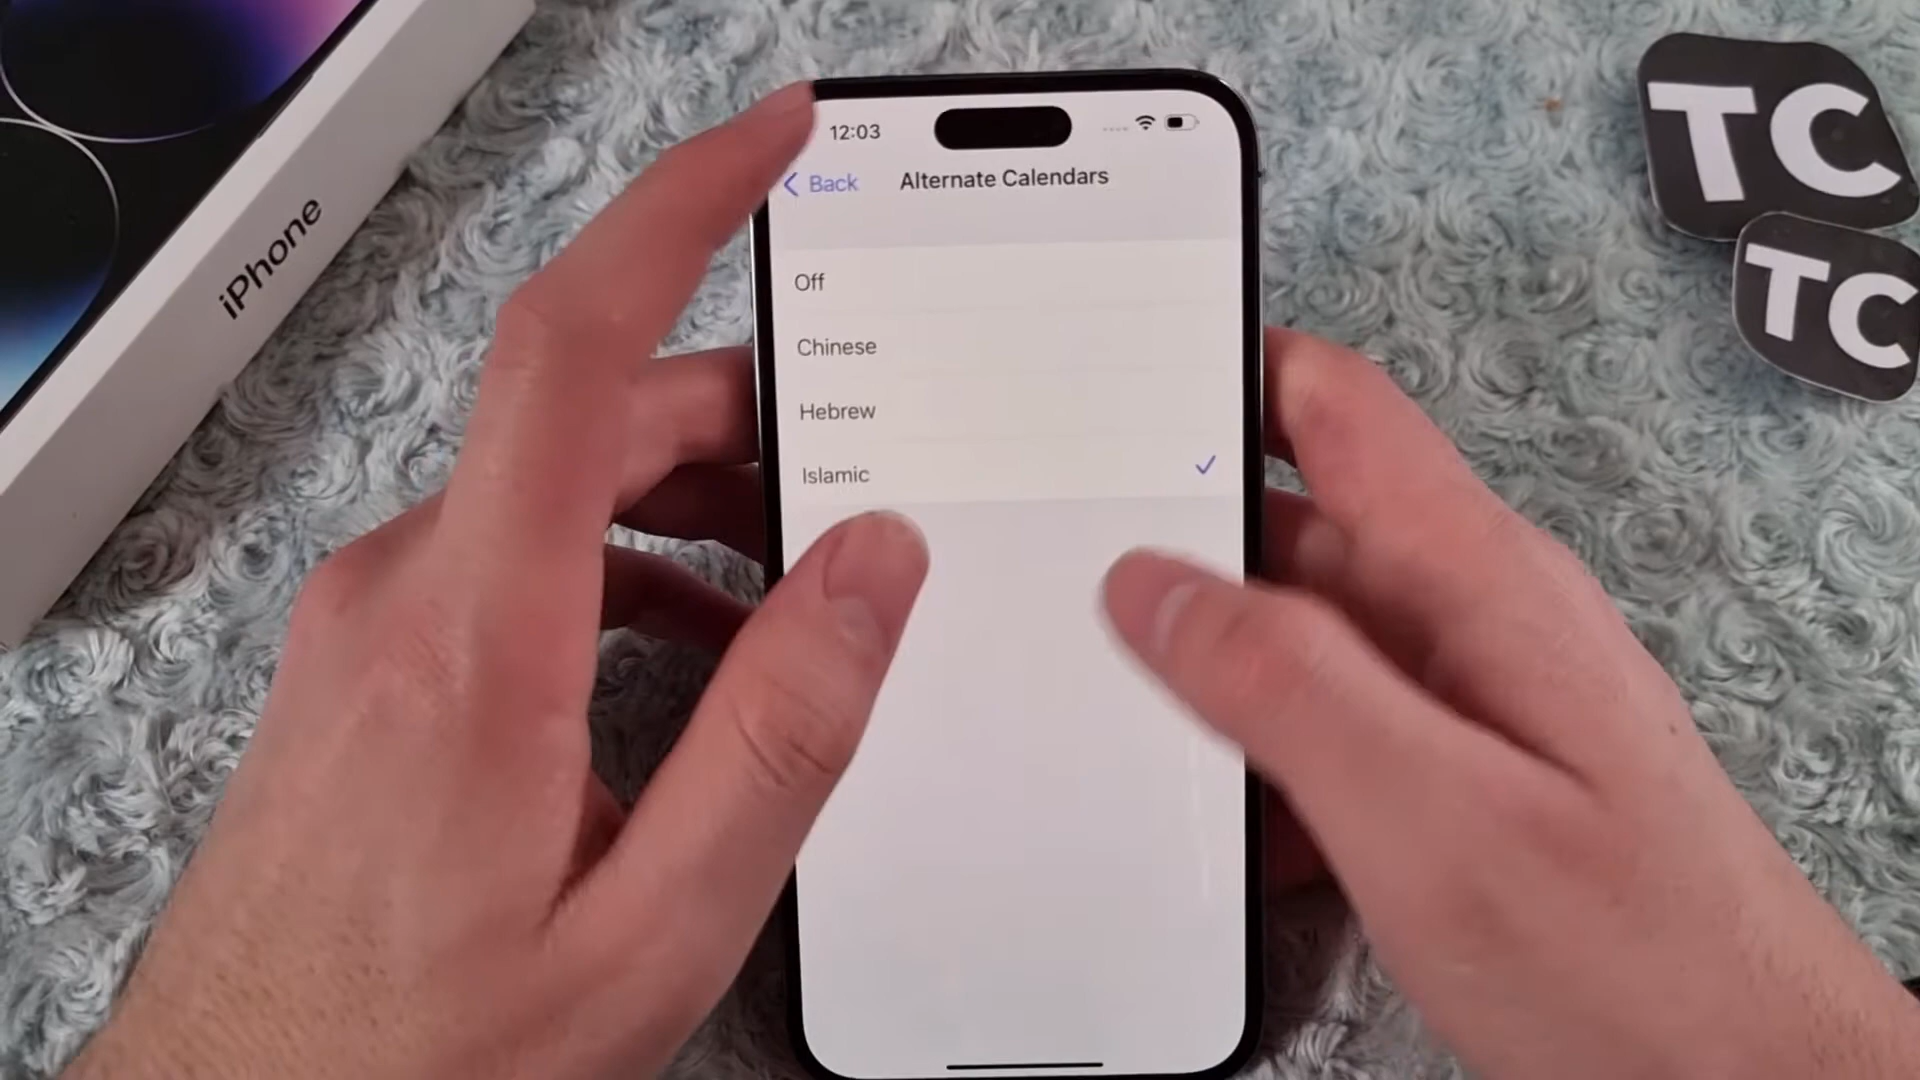 iPhone
12:03
Back
Alternate Calendars
Off
Chinese
Hebrew
Islamic
TC
TC